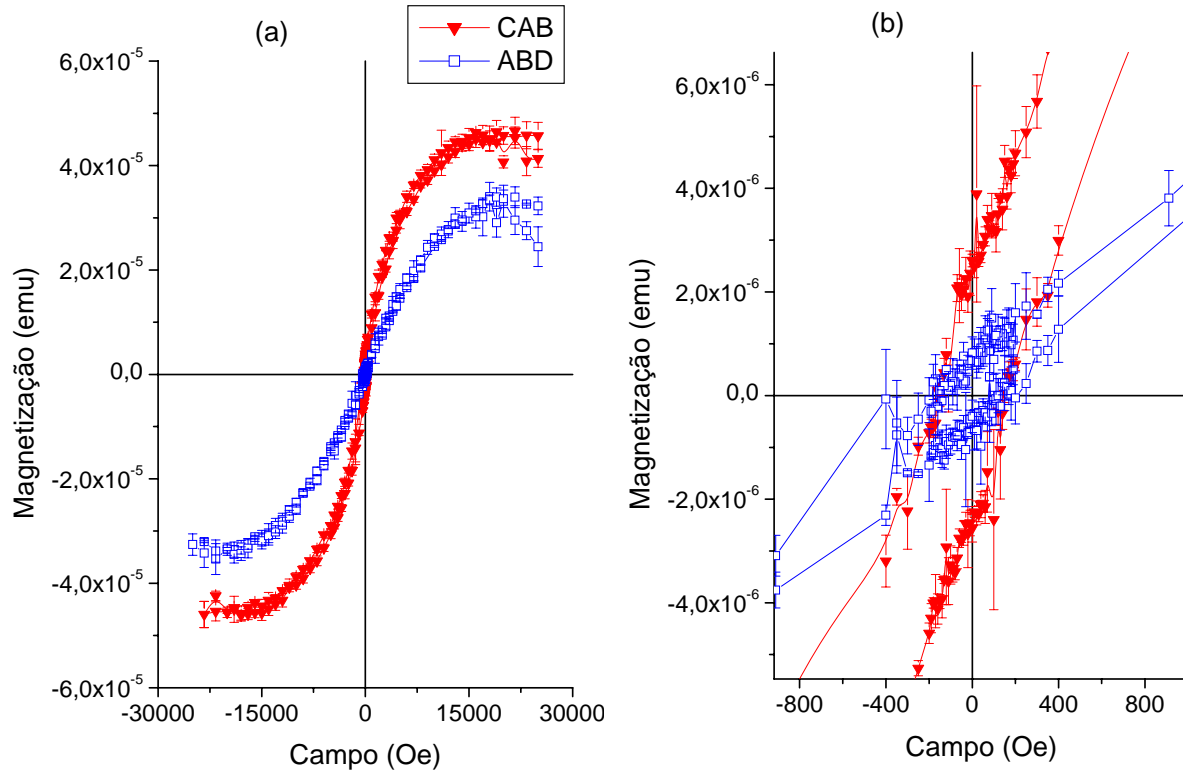 (a)
CAB
ABD
6,0x10⁻⁵
4,0x10⁻⁵
2,0x10⁻⁵
0,0
-2,0x10⁻⁵
-4,0x10⁻⁵
-6,0x10⁻⁵
Magnetização (emu)
-30000 -15000 0 15000 30000
Campo (Oe)
(b)
6,0x10⁻⁶
4,0x10⁻⁶
2,0x10⁻⁶
0,0
-2,0x10⁻⁶
-4,0x10⁻⁶
Magnetização (emu)
-800 -400 0 400 800
Campo (Oe)